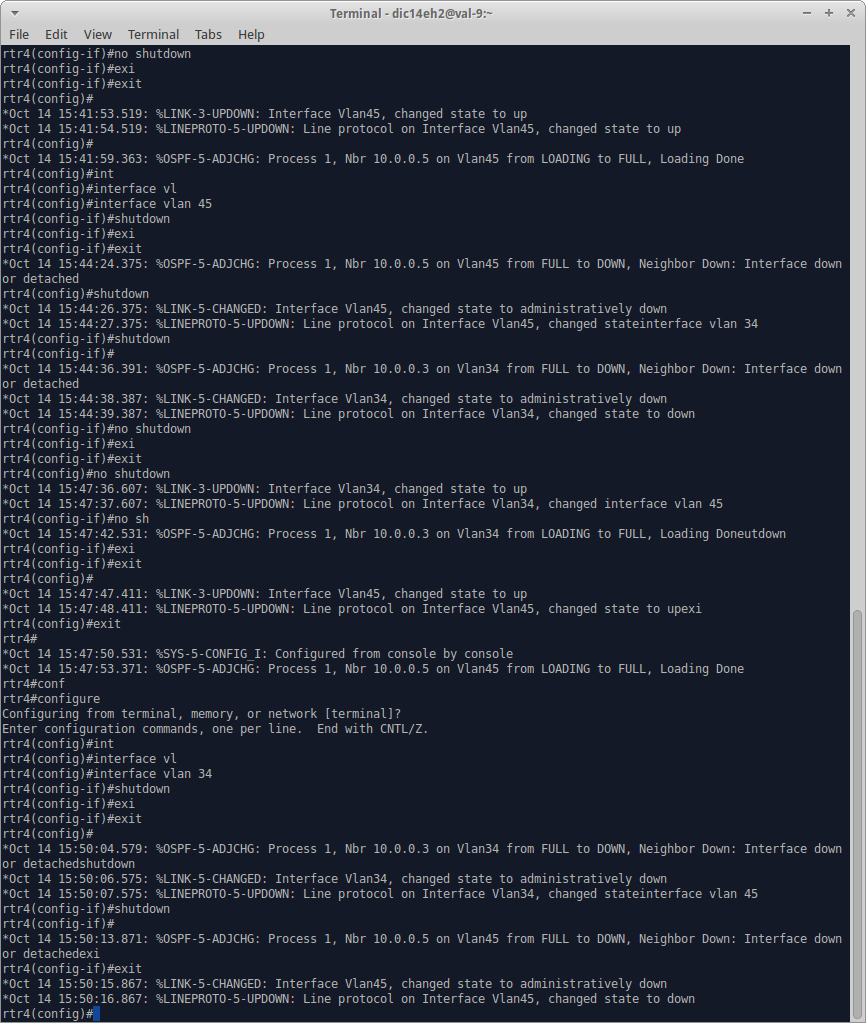 Terminal - dic14eh2@val-9:~
File Edit View Terminal Tabs Help
rtr4(config-if)#no shutdown
rtr4(config-if)#exi
rtr4(config-if)#exit
rtr4(config)#
*Oct 14 15:41:53.519: %LINK-3-UPDOWN: Interface Vlan45, changed state to up
*Oct 14 15:41:54.519: %LINEPROTO-5-UPDOWN: Line protocol on Interface Vlan45, changed state to up
rtr4(config)#
*Oct 14 15:41:59.363: %OSPF-5-ADJCHG: Process 1, Nbr 10.0.0.5 on Vlan45 from LOADING to FULL, Loading Done
rtr4(config)#int
rtr4(config)#interface vl
rtr4(config)#interface vlan 45
rtr4(config-if)#shutdown
rtr4(config-if)#exi
rtr4(config-if)#exit
*Oct 14 15:44:24.375: %OSPF-5-ADJCHG: Process 1, Nbr 10.0.0.5 on Vlan45 from FULL to DOWN, Neighbor Down: Interface down
or detached
rtr4(config)#shutdown
*Oct 14 15:44:26.375: %LINK-5-CHANGED: Interface Vlan45, changed state to administratively down
*Oct 14 15:44:27.375: %LINEPROTO-5-UPDOWN: Line protocol on Interface Vlan45, changed stateinterface vlan 34
rtr4(config-if)#shutdown
rtr4(config-if)#
*Oct 14 15:44:36.391: %OSPF-5-ADJCHG: Process 1, Nbr 10.0.0.3 on Vlan34 from FULL to DOWN, Neighbor Down: Interface down
or detached
*Oct 14 15:44:38.387: %LINK-5-CHANGED: Interface Vlan34, changed state to administratively down
*Oct 14 15:44:39.387: %LINEPROTO-5-UPDOWN: Line protocol on Interface Vlan34, changed state to down
rtr4(config-if)#no shutdown
rtr4(config-if)#exi
rtr4(config-if)#exit
rtr4(config)#no shutdown
*Oct 14 15:47:36.607: %LINK-3-UPDOWN: Interface Vlan34, changed state to up
*Oct 14 15:47:37.607: %LINEPROTO-5-UPDOWN: Line protocol on Interface Vlan34, changed interface vlan 45
rtr4(config-if)#no sh
*Oct 14 15:47:42.531: %OSPF-5-ADJCHG: Process 1, Nbr 10.0.0.3 on Vlan34 from LOADING to FULL, Loading Doneutdown
rtr4(config-if)#exi
rtr4(config-if)#exit
rtr4(config)#
*Oct 14 15:47:47.411: %LINK-3-UPDOWN: Interface Vlan45, changed state to up
*Oct 14 15:47:48.411: %LINEPROTO-5-UPDOWN: Line protocol on Interface Vlan45, changed state to upexi
rtr4(config)#exit
rtr4#
*Oct 14 15:47:50.531: %SYS-5-CONFIG_I: Configured from console by console
*Oct 14 15:47:53.371: %OSPF-5-ADJCHG: Process 1, Nbr 10.0.0.5 on Vlan45 from LOADING to FULL, Loading Done
rtr4#conf
rtr4#configure
Configuring from terminal, memory, or network [terminal]?
Enter configuration commands, one per line.  End with CNTL/Z.
rtr4(config)#int
rtr4(config)#interface vl
rtr4(config)#interface vlan 34
rtr4(config-if)#shutdown
rtr4(config-if)#exi
rtr4(config-if)#exit
rtr4(config)#
*Oct 14 15:50:04.579: %OSPF-5-ADJCHG: Process 1, Nbr 10.0.0.3 on Vlan34 from FULL to DOWN, Neighbor Down: Interface down
or detachedshutdown
*Oct 14 15:50:06.575: %LINK-5-CHANGED: Interface Vlan34, changed state to administratively down
*Oct 14 15:50:07.575: %LINEPROTO-5-UPDOWN: Line protocol on Interface Vlan34, changed stateinterface vlan 45
rtr4(config-if)#shutdown
rtr4(config-if)#
*Oct 14 15:50:13.871: %OSPF-5-ADJCHG: Process 1, Nbr 10.0.0.5 on Vlan45 from FULL to DOWN, Neighbor Down: Interface down
or detachedexi
rtr4(config-if)#exit
*Oct 14 15:50:15.867: %LINK-5-CHANGED: Interface Vlan45, changed state to administratively down
*Oct 14 15:50:16.867: %LINEPROTO-5-UPDOWN: Line protocol on Interface Vlan45, changed state to down
rtr4(config)#